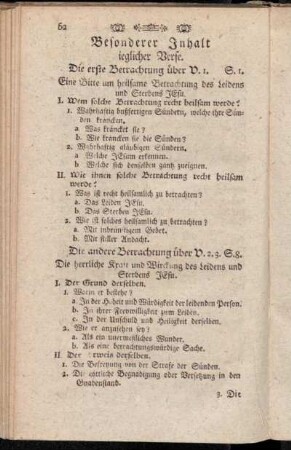 62
Besonderer Inhalt
ieglicher Verse.
Die erste Betrachtung über V. 1. S. 1.
Eine Bitte um heilsame Betrachtung des Leidens
und Sterbens JEsu.
I. Wem solche Betrachtung recht heilsam werde?
1. Wahrhaftig bußfertigen Sündern, welche ihre Sün-
den kräncken.
a Was kräncket sie?
b. Wie kräncken sie die Sünden?
2. Wahrhaftig gläubigen Sündern.
a Welche JEsum erkennen.
b. Welche sich demselben gantz zueignen.
II. Wie ihnen solche Betrachtung recht heilsam
werde?
1. Was ist recht heilsamlich zu betrachten?
a. Das Leiden JEsu.
b. Das Sterben JEsu.
2. Wie ist solches heilsamlich zu betrachten?
a. Mit inbrünstigem Gebet.
b. Mit stiller Andacht.
Die andere Betrachtung über V. 2. 3. S. 8.
Die herrliche Kraft und Wirckung des Leidens und
Sterbens JEsu.
I. Der Grund derselben.
1. Worin er bestehe?
a. In der Hoheit und Würdigkeit der leidenden Person.
b. In ihrer Freywilligkeit zum Leiden.
c. In der Unschuld und Heiligkeit derselben.
2. Wie er anzusehen sey?
a. Als ein unermeßliches Wunder.
b. Als eine betrachtungswürdige Sache.
II Der Erweis derselben.
1. Die Befreyung von der Strafe der Sünden.
2. Die göttliche Begnadigung oder Versetzung in den
Gnadenstand.
3. Die